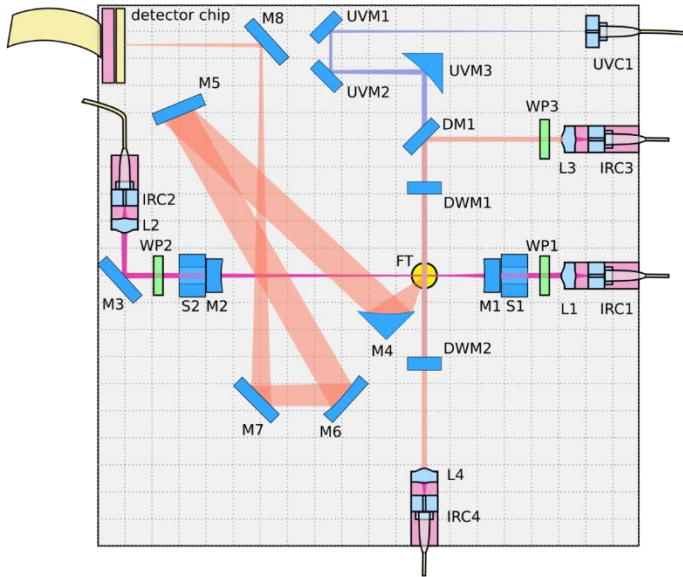 detector chip
M8
UVM1
UVC1
UVM2
UVM3
M5
WP3
DM1
L3
IRC3
IRC2
L2
DWM1
WP2
FT
WP1
M3
S2
M2
M1
S1
L1
IRC1
M4
DWM2
M7
M6
L4
IRC4